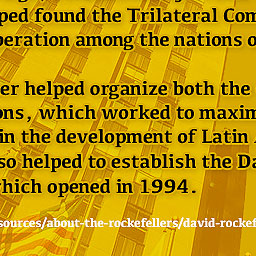 ped found the Trilateral Com
peration among the nations o
er helped organize both the
ons, which worked to maxim
in the development of Latin
so helped to establish the Da
which opened in 1994.
sources/about-the-rockefellers/david-rockef